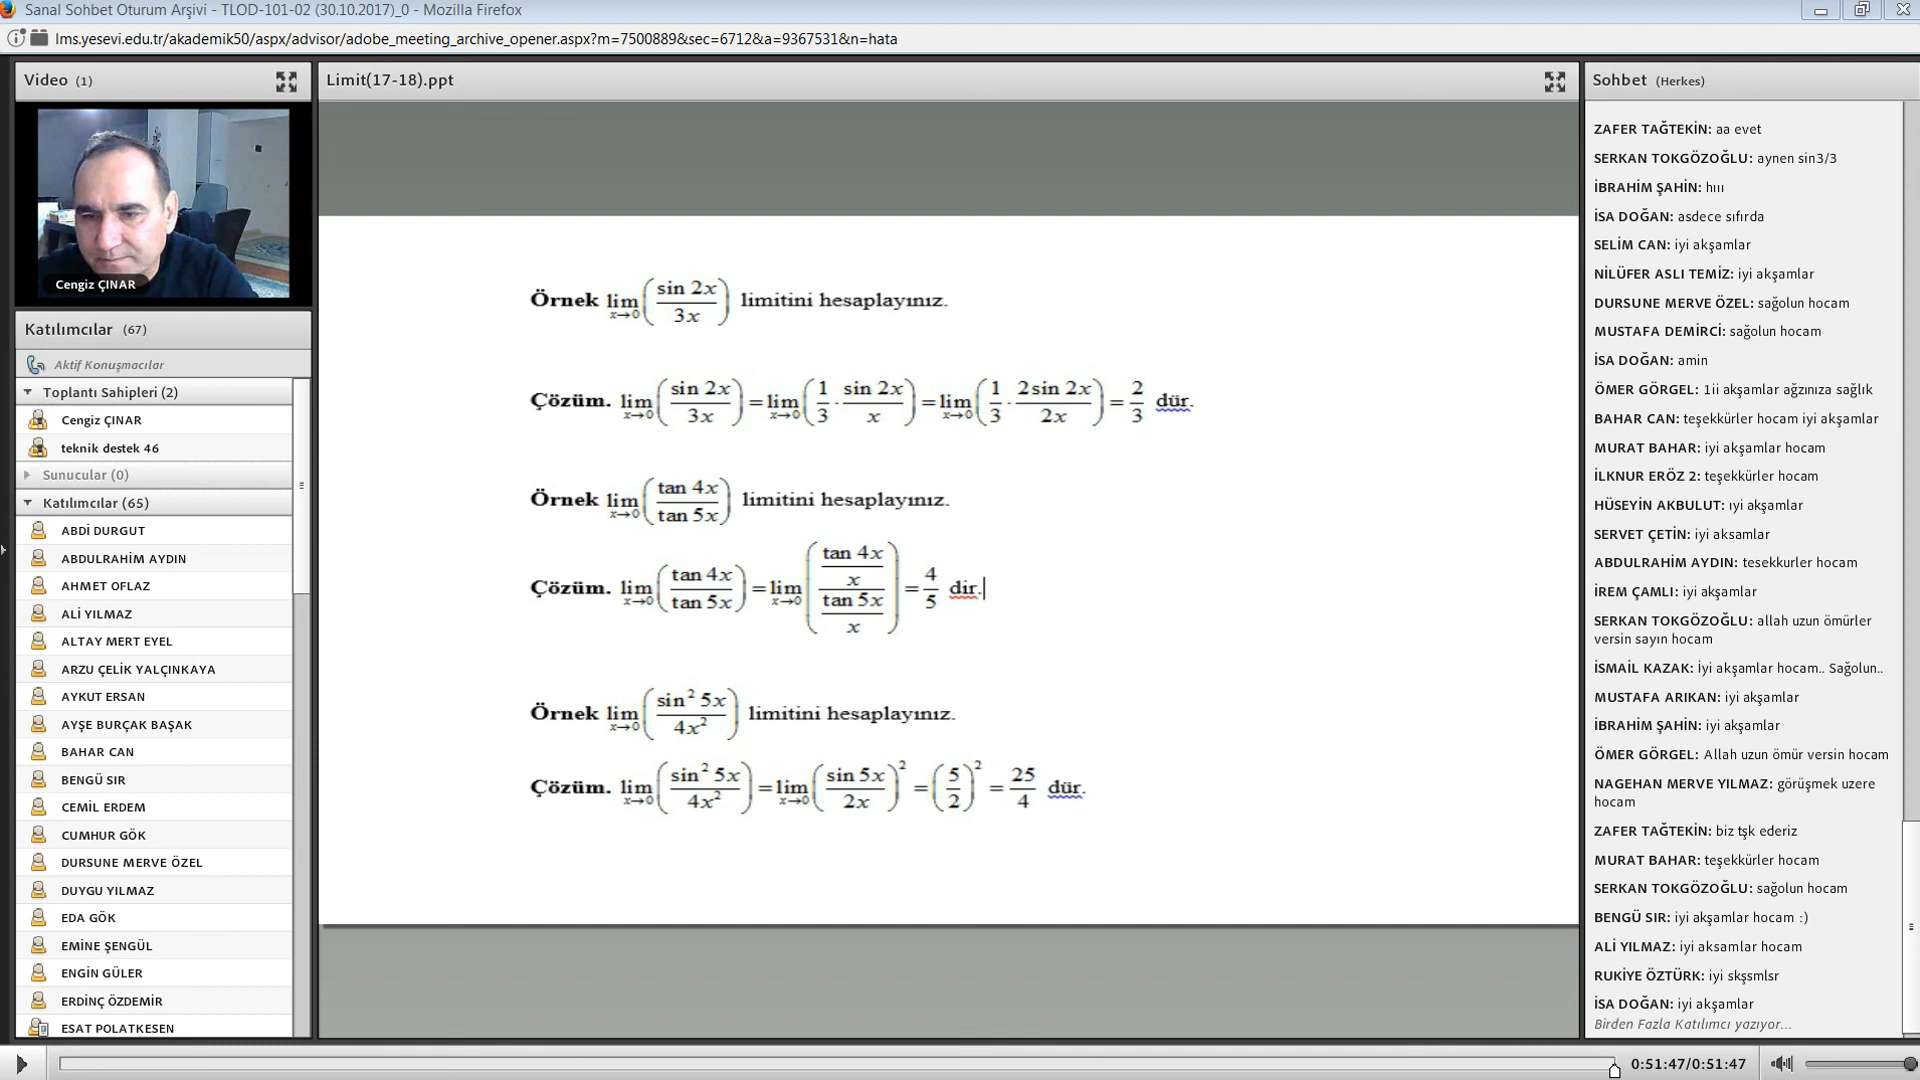 Sanal Sohbet Oturum Arşivi - TLOD-101-02 (30.10.2017)_0 - Mozilla Firefox
lms.yesevi.edu.tr/akademik50/aspx/advisor/adobe_meeting_archive_opener.aspx?m=7500889&sec=6712&a=9367531&n=hata
Video (1)
Cengiz ÇINAR
Katılımcılar (67)
Aktif Konuşmacılar
Toplantı Sahipleri (2)
Cengiz ÇINAR
teknik destek 46
Sunucular (0)
Katılımcılar (65)
ABDİ DURGUT
ABDULRAHİM AYDIN
AHMET OFLAZ
ALİ YILMAZ
ALTAY MERT EYEL
ARZU ÇELİK YALÇINKAYA
AYKUT ERSAN
AYŞE BURÇAK BAŞAK
BAHAR CAN
BENGÜ SIR
CEMİL ERDEM
CUMHUR GÖK
DURSUNE MERVE ÖZEL
DUYGU YILMAZ
EDA GÖK
EMİNE ŞENGÜL
ENGİN GÜLER
ERDİNÇ ÖZDEMİR
ESAT POLATKESEN
Limit(17-18).ppt
Örnek lim x→0 (sin 2x / 3x) limitini hesaplayınız.
Çözüm. lim x→0 (sin 2x / 3x) = lim x→0 (1/3 · sin 2x / x) = lim x→0 (1/3 · 2sin 2x / 2x) = 2/3 dür.
Örnek lim x→0 (tan 4x / tan 5x) limitini hesaplayınız.
Çözüm. lim x→0 (tan 4x / tan 5x) = lim x→0 ((tan 4x / x) / (tan 5x / x)) = 4/5 dir.
Örnek lim x→0 (sin² 5x / 4x²) limitini hesaplayınız.
Çözüm. lim x→0 (sin² 5x / 4x²) = lim x→0 (sin 5x / 2x)² = (5/2)² = 25/4 dür.
Sohbet (Herkes)
ZAFER TAĞTEKİN: aa evet
SERKAN TOKGÖZOĞLU: aynen sin3/3
İBRAHİM ŞAHİN: hııı
İSA DOĞAN: asdece sıfırda
SELİM CAN: iyi akşamlar
NİLÜFER ASLI TEMİZ: iyi akşamlar
DURSUNE MERVE ÖZEL: sağolun hocam
MUSTAFA DEMİRCİ: sağolun hocam
İSA DOĞAN: amin
ÖMER GÖRGEL: 1ii akşamlar ağzınıza sağlık
BAHAR CAN: teşekkürler hocam iyi akşamlar
MURAT BAHAR: iyi akşamlar hocam
İLKNUR ERÖZ 2: teşekkürler hocam
HÜSEYİN AKBULUT: ıyi akşamlar
SERVET ÇETİN: iyi aksamlar
ABDULRAHİM AYDIN: tesekkurler hocam
İREM ÇAMLI: iyi akşamlar
SERKAN TOKGÖZOĞLU: allah uzun ömürler
versin sayın hocam
İSMAİL KAZAK: İyi akşamlar hocam.. Sağolun..
MUSTAFA ARIKAN: iyi akşamlar
İBRAHİM ŞAHİN: iyi akşamlar
ÖMER GÖRGEL: Allah uzun ömür versin hocam
NAGEHAN MERVE YILMAZ: görüşmek uzere
hocam
ZAFER TAĞTEKİN: biz tşk ederiz
MURAT BAHAR: teşekkürler hocam
SERKAN TOKGÖZOĞLU: sağolun hocam
BENGÜ SIR: iyi akşamlar hocam :)
ALİ YILMAZ: iyi aksamlar hocam
RUKİYE ÖZTÜRK: iyi skşsmlsr
İSA DOĞAN: iyi akşamlar
Birden Fazla Katılımcı yazıyor...
0:51:47/0:51:47